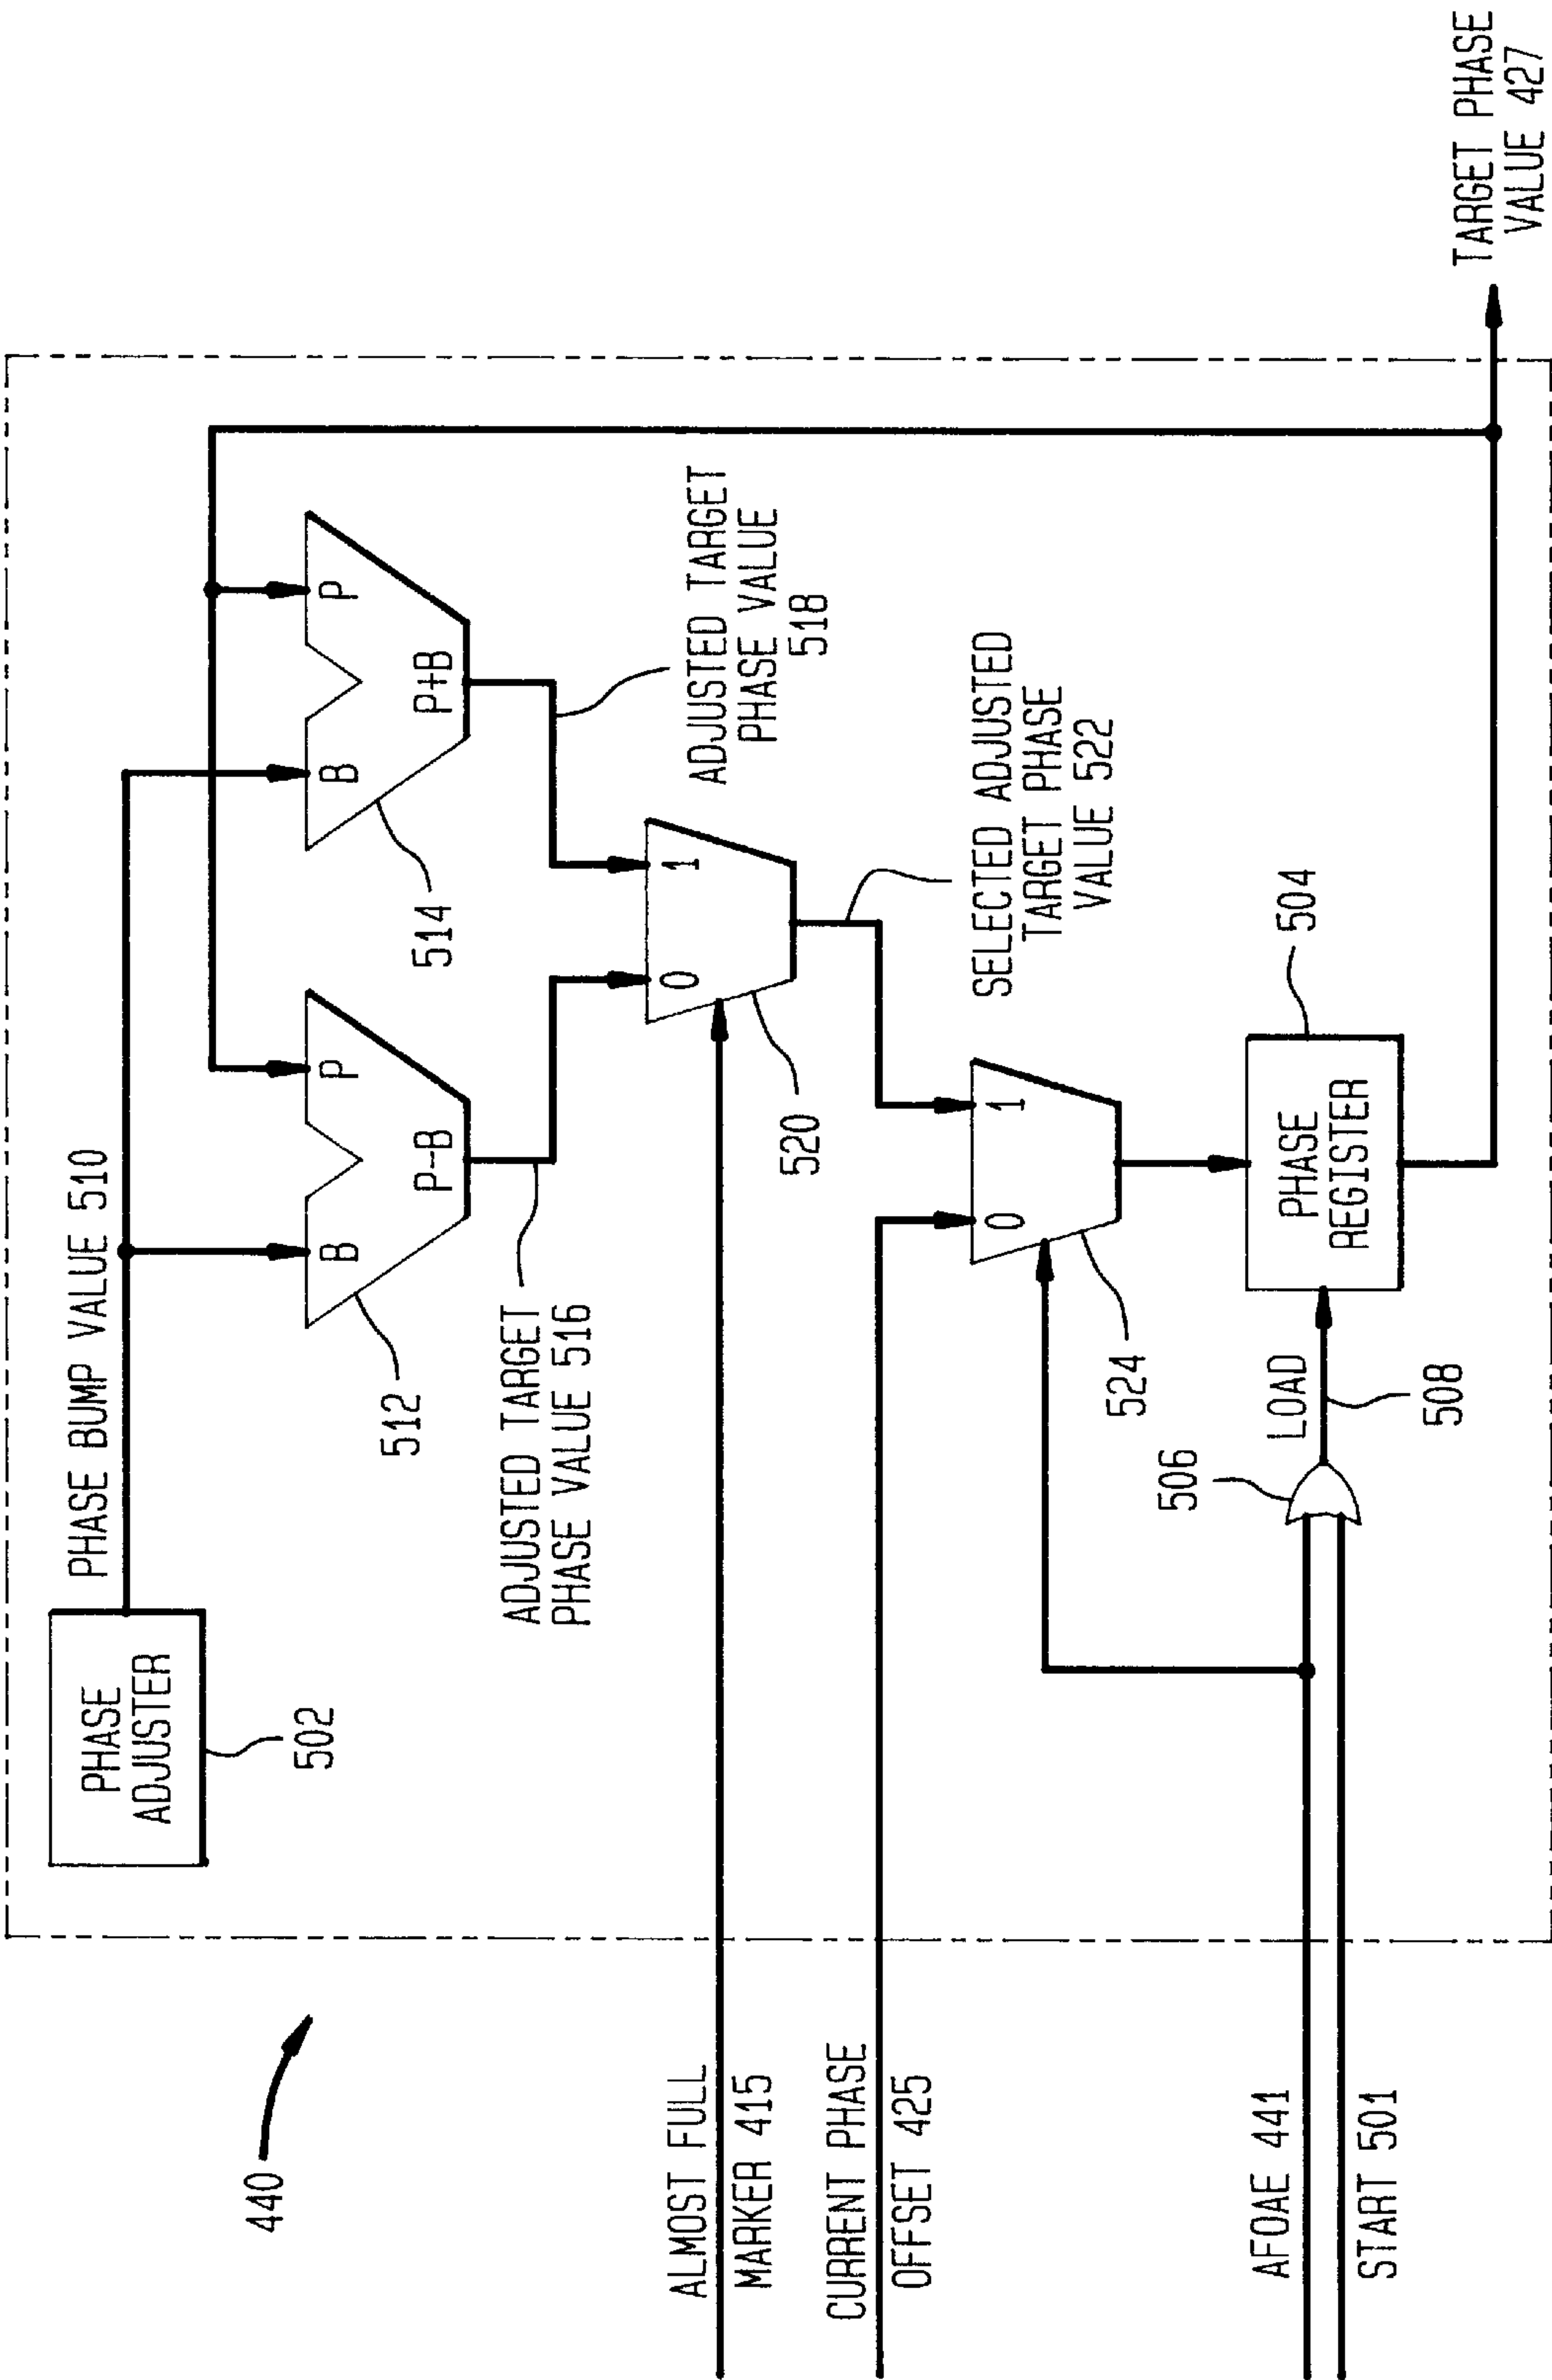 440
PHASE
ADJUSTER
502
PHASE BUMP VALUE 510
B
P
P-B
512
B
P
P+B
514
ADJUSTED TARGET
PHASE VALUE 516
ADJUSTED TARGET
PHASE VALUE
518
ALMOST FULL
MARKER 415
0
1
520
SELECTED ADJUSTED
TARGET PHASE
VALUE 522
CURRENT PHASE
OFFSET 425
0
1
524
AFOAE 441
START 501
506
LOAD
508
PHASE
REGISTER
504
TARGET PHASE
VALUE 427